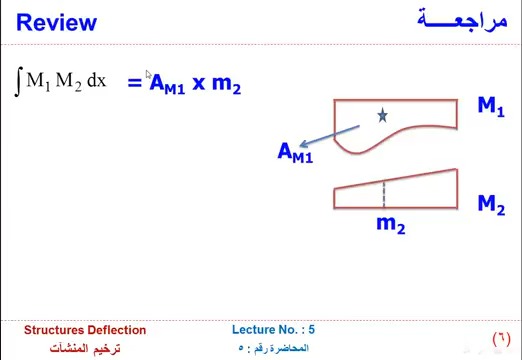 Review
مراجعــــة
∫ M₁ M₂ dx = A_M1 x m₂
M₁
A_M1
M₂
m₂
Structures Deflection
ترخيم المنشآت
Lecture No. : 5
المحاضرة رقم : ٥
(٦)